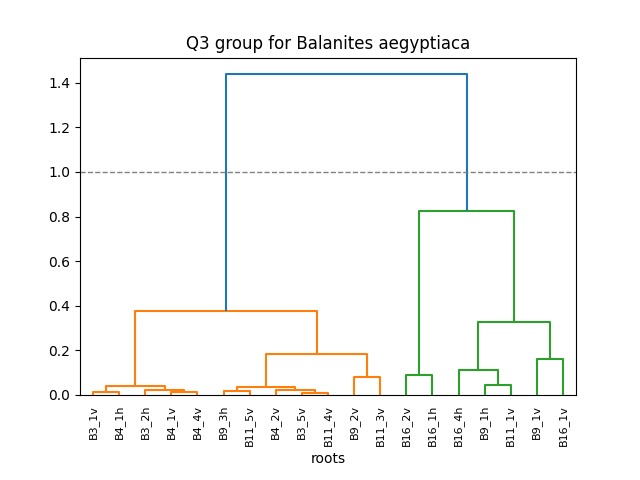 Q3 group for Balanites aegyptiaca
1.4
1.2
1.0
0.8
0.6
0.4
0.2
0.0
B3_1v
B4_1h
B3_2h
B4_1v
B4_4v
B9_3h
B11_5v
B4_2v
B3_5v
B11_4v
B9_2v
B11_3v
B16_2v
B16_1h
B16_4h
B9_1h
B11_1v
B9_1v
B16_1v
roots